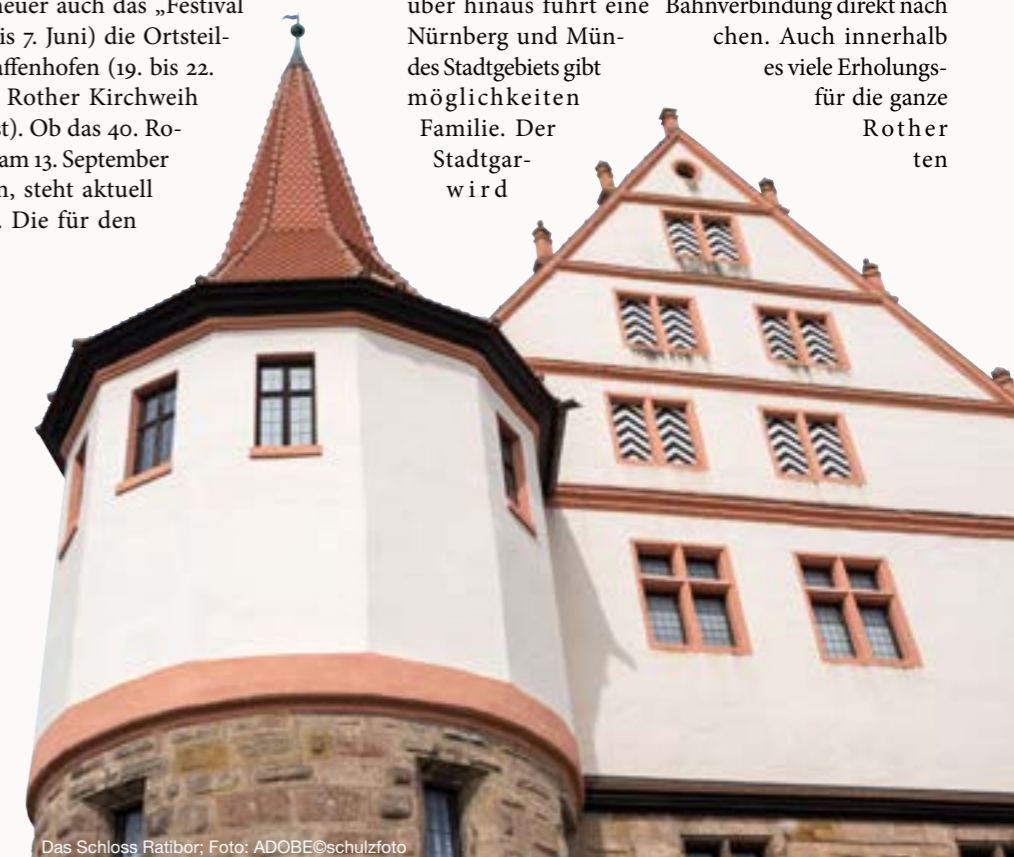 heuer auch das „Festival
is 7. Juni) die Ortsteil-
affenhofen (19. bis 22.
Rother Kirchweih
st). Ob das 40. Ro-
am 13. September
n, steht aktuell
. Die für den
über hinaus führt eine Bahnverbindung direkt nach
Nürnberg und Mün- chen. Auch innerhalb
des Stadtgebiets gibt es viele Erholungs-
möglichkeiten für die ganze
Familie. Der Rother
Stadtgar- ten
wird
Das Schloss Ratibor; Foto: ADOBE©schulzfoto